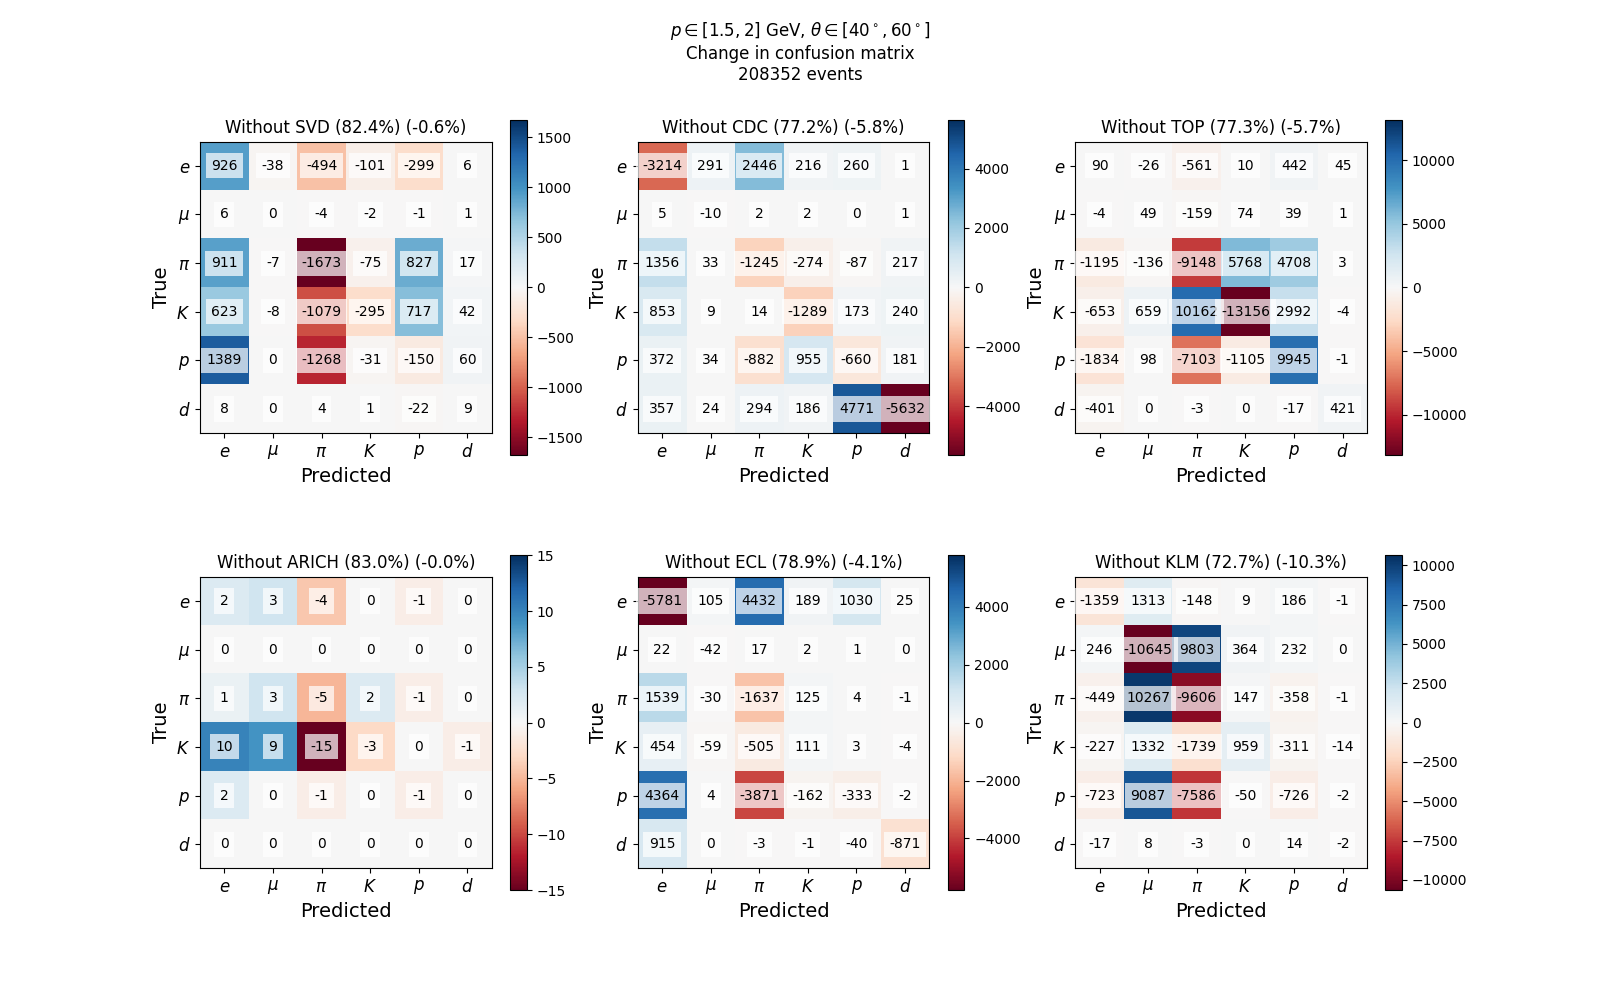 p ∈ [1.5, 2] GeV, θ ∈ [40°, 60°]
Change in confusion matrix
208352 events
Without SVD (82.4%) (-0.6%)
e 926 -38 -494 -101 -299 6
μ 6 0 -4 -2 -1 1
π 911 -7 -1673 -75 827 17
K 623 -8 -1079 -295 717 42
p 1389 0 -1268 -31 -150 60
d 8 0 4 1 -22 9
e μ π K p d
True
Predicted
1500
1000
500
0
−500
−1000
−1500
Without CDC (77.2%) (-5.8%)
e -3214 291 2446 216 260 1
μ 5 -10 2 2 0 1
π 1356 33 -1245 -274 -87 217
K 853 9 14 -1289 173 240
p 372 34 -882 955 -660 181
d 357 24 294 186 4771 -5632
e μ π K p d
True
Predicted
4000
2000
0
−2000
−4000
Without TOP (77.3%) (-5.7%)
e 90 -26 -561 10 442 45
μ -4 49 -159 74 39 1
π -1195 -136 -9148 5768 4708 3
K -653 659 10162 -13156 2992 -4
p -1834 98 -7103 -1105 9945 -1
d -401 0 -3 0 -17 421
e μ π K p d
True
Predicted
10000
5000
0
−5000
−10000
Without ARICH (83.0%) (-0.0%)
e 2 3 -4 0 -1 0
μ 0 0 0 0 0 0
π 1 3 -5 2 -1 0
K 10 9 -15 -3 0 -1
p 2 0 -1 0 -1 0
d 0 0 0 0 0 0
e μ π K p d
True
Predicted
15
10
5
0
−5
−10
−15
Without ECL (78.9%) (-4.1%)
e -5781 105 4432 189 1030 25
μ 22 -42 17 2 1 0
π 1539 -30 -1637 125 4 -1
K 454 -59 -505 111 3 -4
p 4364 4 -3871 -162 -333 -2
d 915 0 -3 -1 -40 -871
e μ π K p d
True
Predicted
4000
2000
0
−2000
−4000
Without KLM (72.7%) (-10.3%)
e -1359 1313 -148 9 186 -1
μ 246 -10645 9803 364 232 0
π -449 10267 -9606 147 -358 -1
K -227 1332 -1739 959 -311 -14
p -723 9087 -7586 -50 -726 -2
d -17 8 -3 0 14 -2
e μ π K p d
True
Predicted
10000
7500
5000
2500
0
−2500
−5000
−7500
−10000